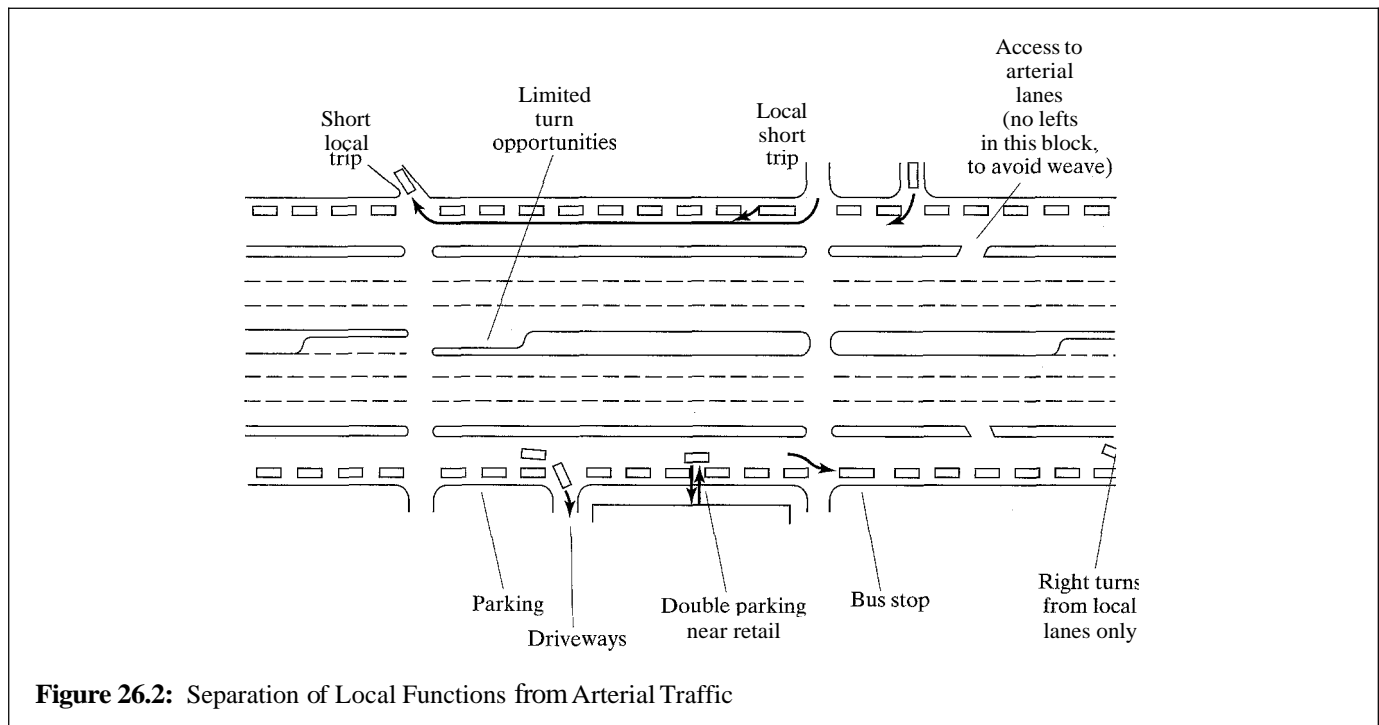 Access to
arterial
lanes
(no lefts
in this block,
to avoid weave)
Limited
turn
opportunities
Local
short
trip
Short
local
trip
Parking
Driveways
Double parking
near retail
Bus stop
Right turns
from local
lanes only
Figure 26.2: Separation of Local Functions from Arterial Traffic